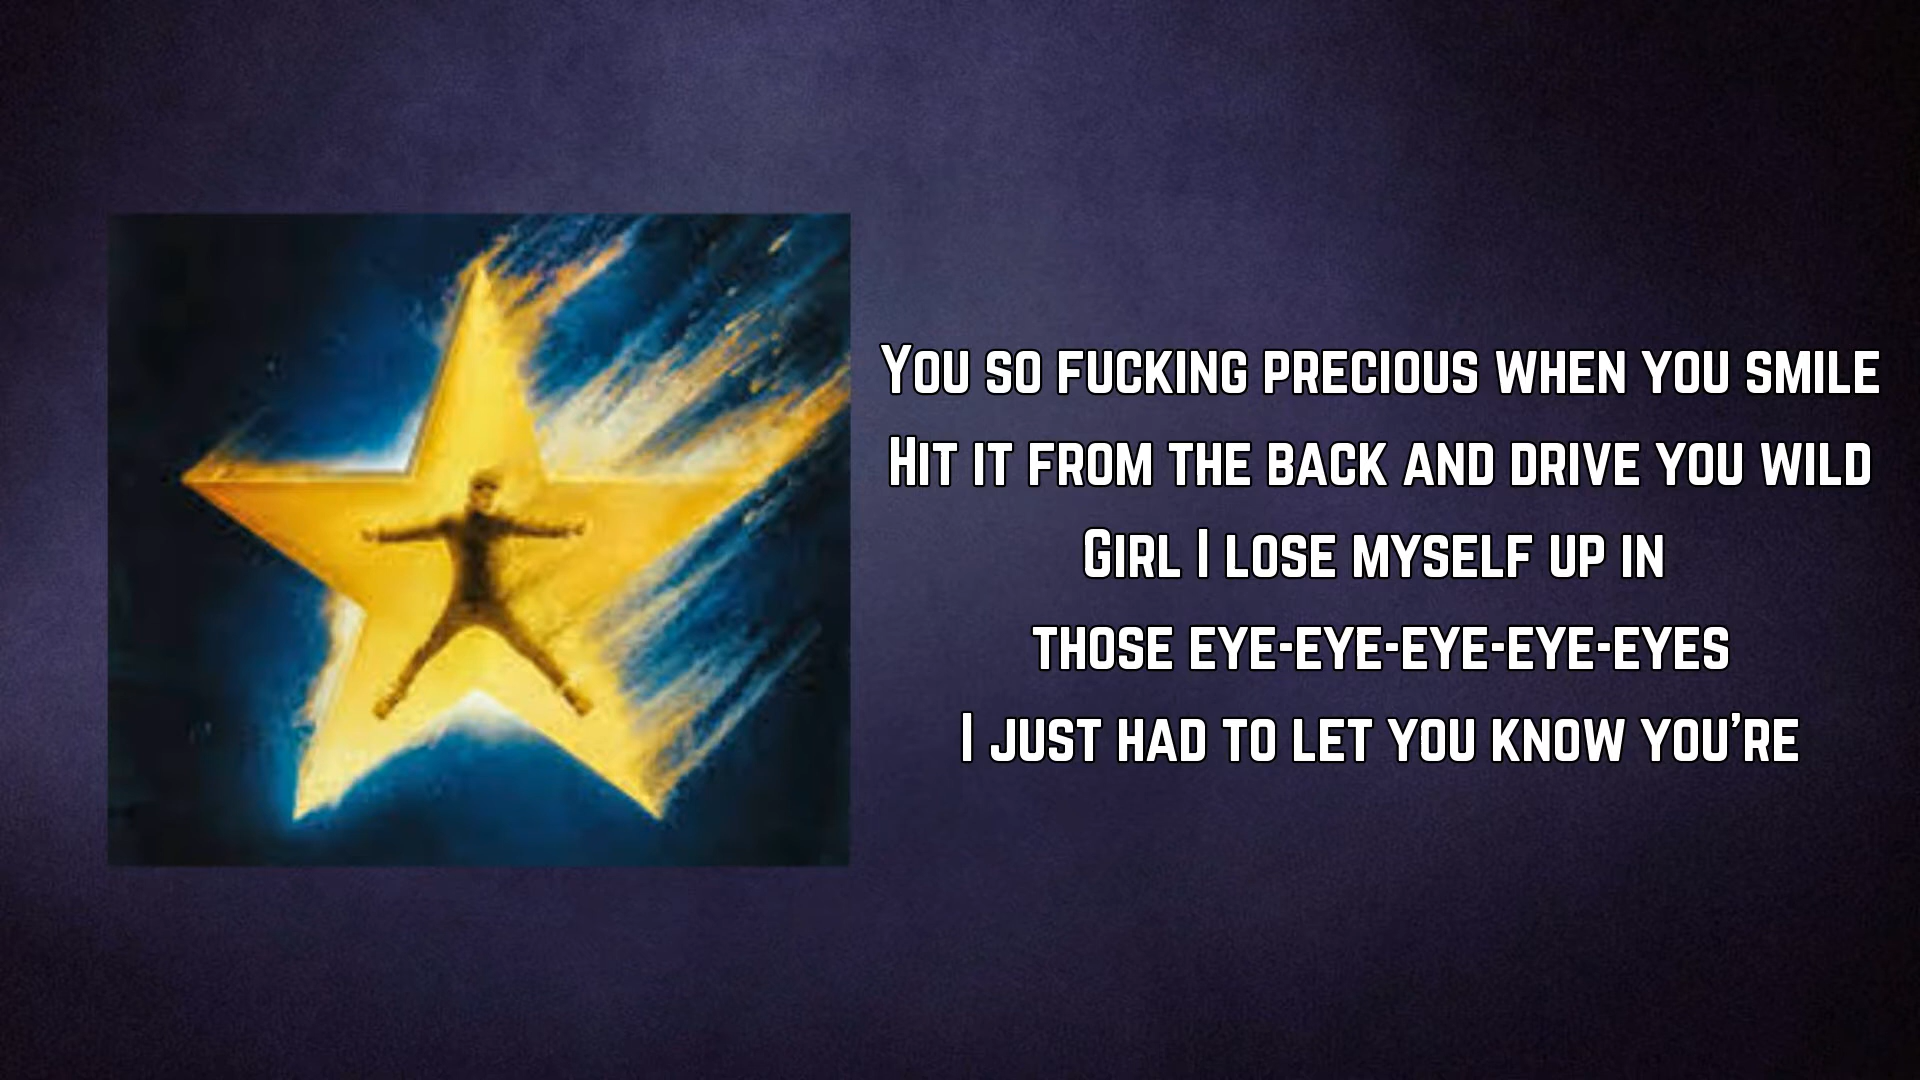 You so fucking precious when you smile
Hit it from the back and drive you wild
Girl I lose myself up in
those eye-eye-eye-eye-eyes
I just had to let you know you're